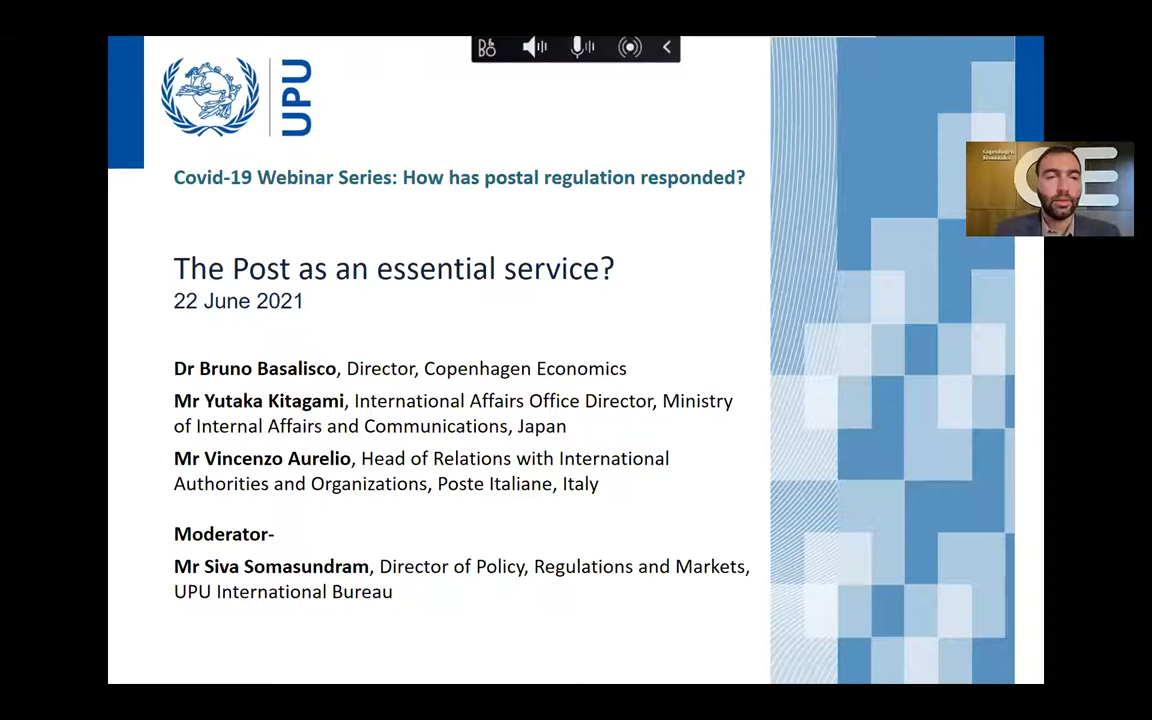 UPU
Covid-19 Webinar Series: How has postal regulation responded?
The Post as an essential service?
22 June 2021
Dr Bruno Basalisco, Director, Copenhagen Economics
Mr Yutaka Kitagami, International Affairs Office Director, Ministry
of Internal Affairs and Communications, Japan
Mr Vincenzo Aurelio, Head of Relations with International
Authorities and Organizations, Poste Italiane, Italy
Moderator-
Mr Siva Somasundram, Director of Policy, Regulations and Markets,
UPU International Bureau
Copenhagen
Economics
CE